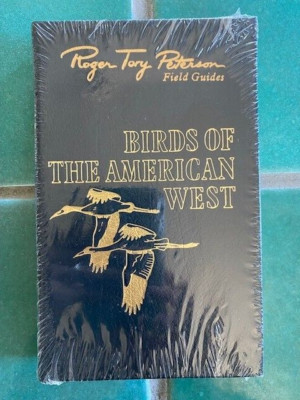 Roger Tory Peterson
Field Guides
BIRDS OF
THE AMERICAN
WEST